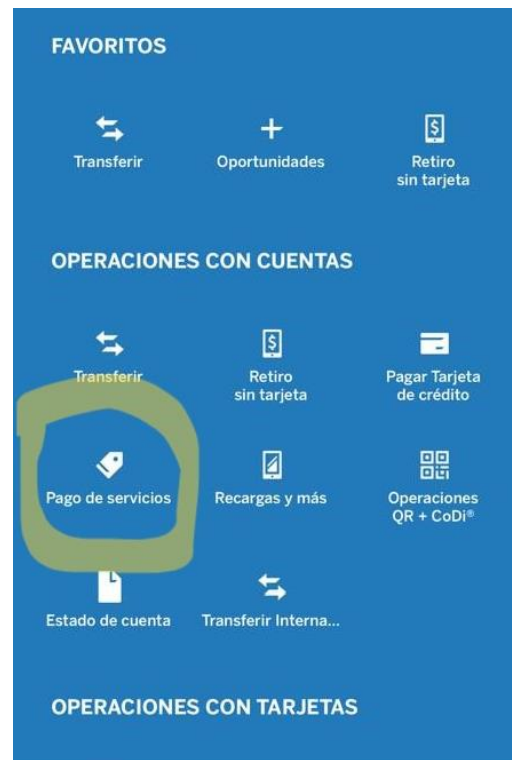 FAVORITOS
Transferir
Oportunidades
Retiro
sin tarjeta
OPERACIONES CON CUENTAS
Transferir
Retiro
sin tarjeta
Pagar Tarjeta
de crédito
Pago de servicios
Recargas y más
Operaciones
QR + CoDi®
Estado de cuenta
Transferir Interna...
OPERACIONES CON TARJETAS